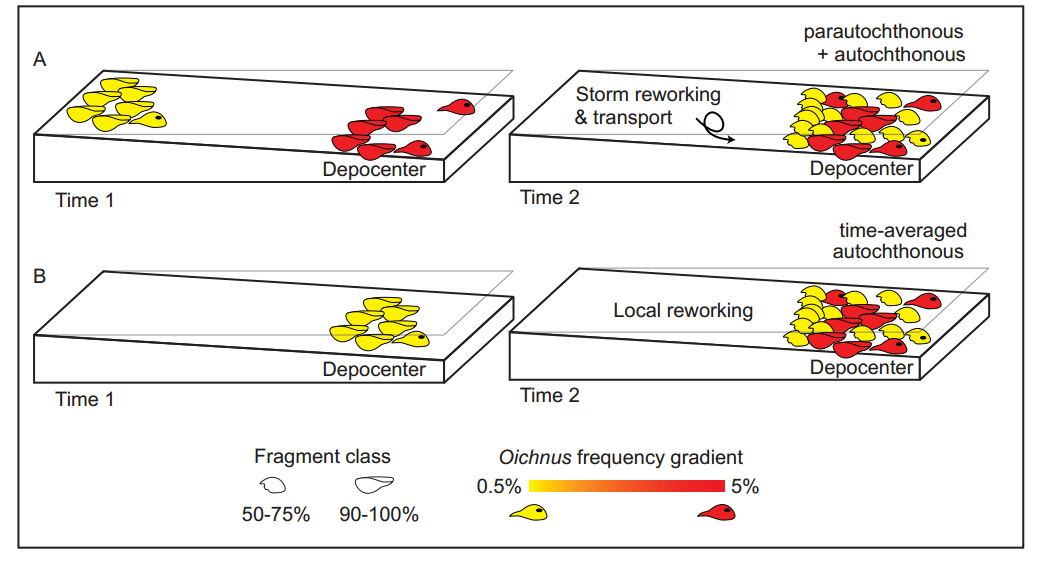 A
parautochthonous
+ autochthonous
Storm reworking
& transport
Depocenter
Depocenter
Time 1
Time 2
B
time-averaged
autochthonous
Local reworking
Depocenter
Depocenter
Time 1
Time 2
Fragment class
50-75%
90-100%
Oichnus frequency gradient
0.5%
5%